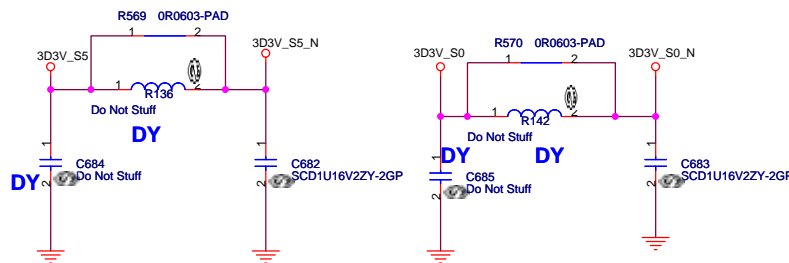 R569 0R0603-PAD
1 2
3D3V_S5
3D3V_S5_N
1 2
R136
Do Not Stuff
DY
1
C684
Do Not Stuff
DY
2
1
C682
SCD1U16V2ZY-2GP
2
R570 0R0603-PAD
1 2
3D3V_S0
3D3V_S0_N
1 2
R142
Do Not Stuff
DY
DY
1
C685
Do Not Stuff
2
1
C683
SCD1U16V2ZY-2GP
2